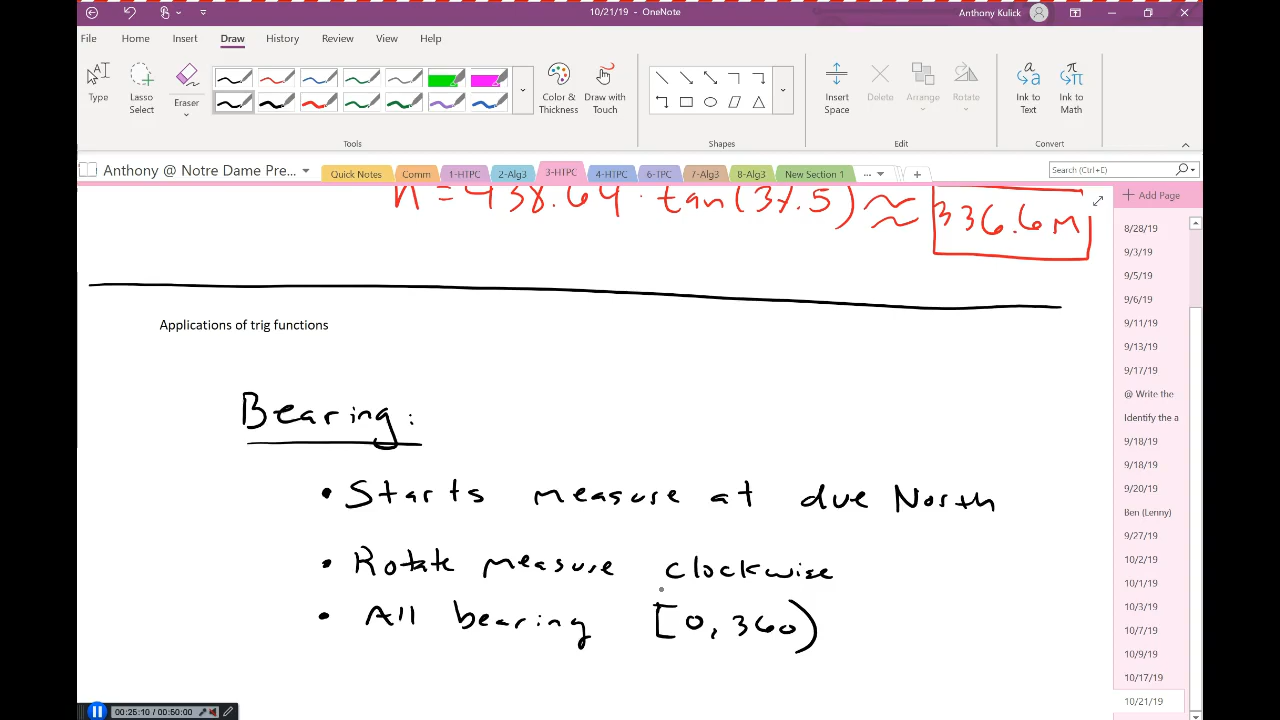 10/21/19 - OneNote
Anthony Kulick
File Home Insert Draw History Review View Help
Type
Lasso Select
Eraser
Color & Thickness
Draw with Touch
Insert Space
Delete
Arrange
Rotate
Ink to Text
Ink to Math
Tools
Shapes
Edit
Convert
Anthony @ Notre Dame Pre...
Quick Notes
Comm
1-HTPC
2-Alg3
3-HTPC
4-HTPC
6-TPC
7-Alg3
8-Alg3
New Section 1
...
Search (Ctrl+E)
Add Page
8/28/19
9/3/19
9/5/19
9/6/19
9/11/19
9/13/19
9/17/19
@ Write the
Identify the a
9/18/19
9/18/19
9/20/19
Ben (Lenny)
9/27/19
10/2/19
10/1/19
10/3/19
10/7/19
10/9/19
10/17/19
10/21/19
= 438.64 · tan(37.5) ≈ 336.6 M
Applications of trig functions
Bearing:
• Starts measure at due North
• Rotate measure clockwise
• All bearing [0, 360)
00:25:10 / 00:50:00